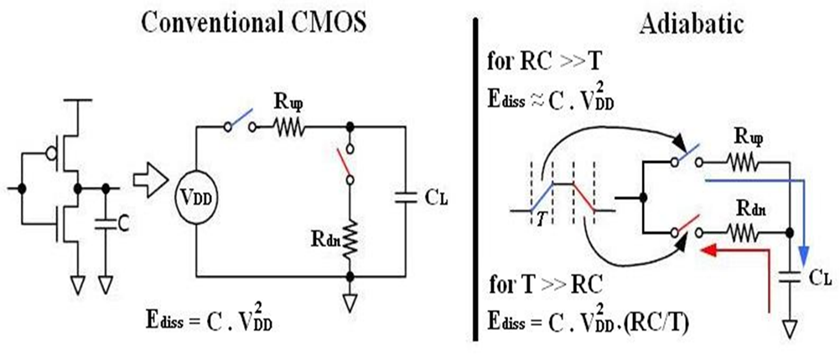 Conventional CMOS
C
VDD
Rup
Rdn
CL
Ediss = C . V²DD
Adiabatic
for RC >>T
Ediss ≈ C . V²DD
T
Rup
Rdn
CL
for T >> RC
Ediss = C . V²DD.(RC/T)